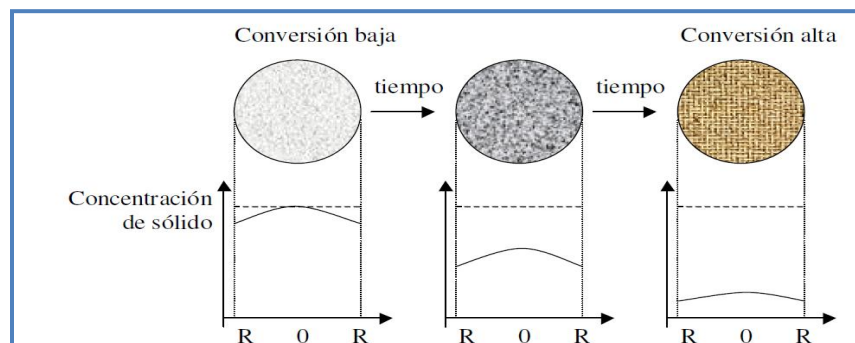 Conversión baja
Conversión alta
tiempo
tiempo
Concentración
de sólido
R 0 R
R 0 R
R 0 R